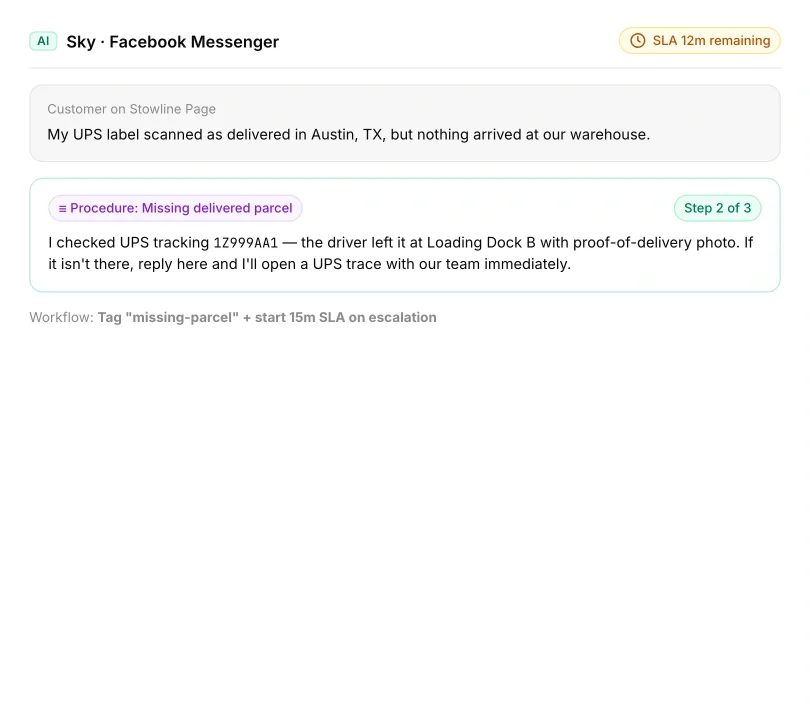 AI Sky · Facebook Messenger
SLA 12m remaining
Customer on Stowline Page
My UPS label scanned as delivered in Austin, TX, but nothing arrived at our warehouse.
≡ Procedure: Missing delivered parcel
Step 2 of 3
I checked UPS tracking 1Z999AA1 — the driver left it at Loading Dock B with proof-of-delivery photo. If
it isn't there, reply here and I'll open a UPS trace with our team immediately.
Workflow: Tag "missing-parcel" + start 15m SLA on escalation